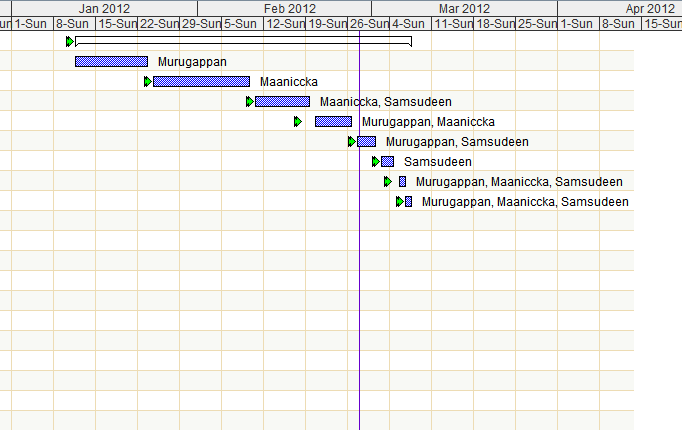 Jan 2012 Feb 2012 Mar 2012 Apr 2012
un 1-Sun 8-Sun 15-Sun 22-Sun 29-Sun 5-Sun 12-Sun 19-Sun 26-Sun 4-Sun 11-Sun 18-Sun 25-Sun 1-Sun 8-Sun 15-Sun
Murugappan
Maaniccka
Maaniccka, Samsudeen
Murugappan, Maaniccka
Murugappan, Samsudeen
Samsudeen
Murugappan, Maaniccka, Samsudeen
Murugappan, Maaniccka, Samsudeen